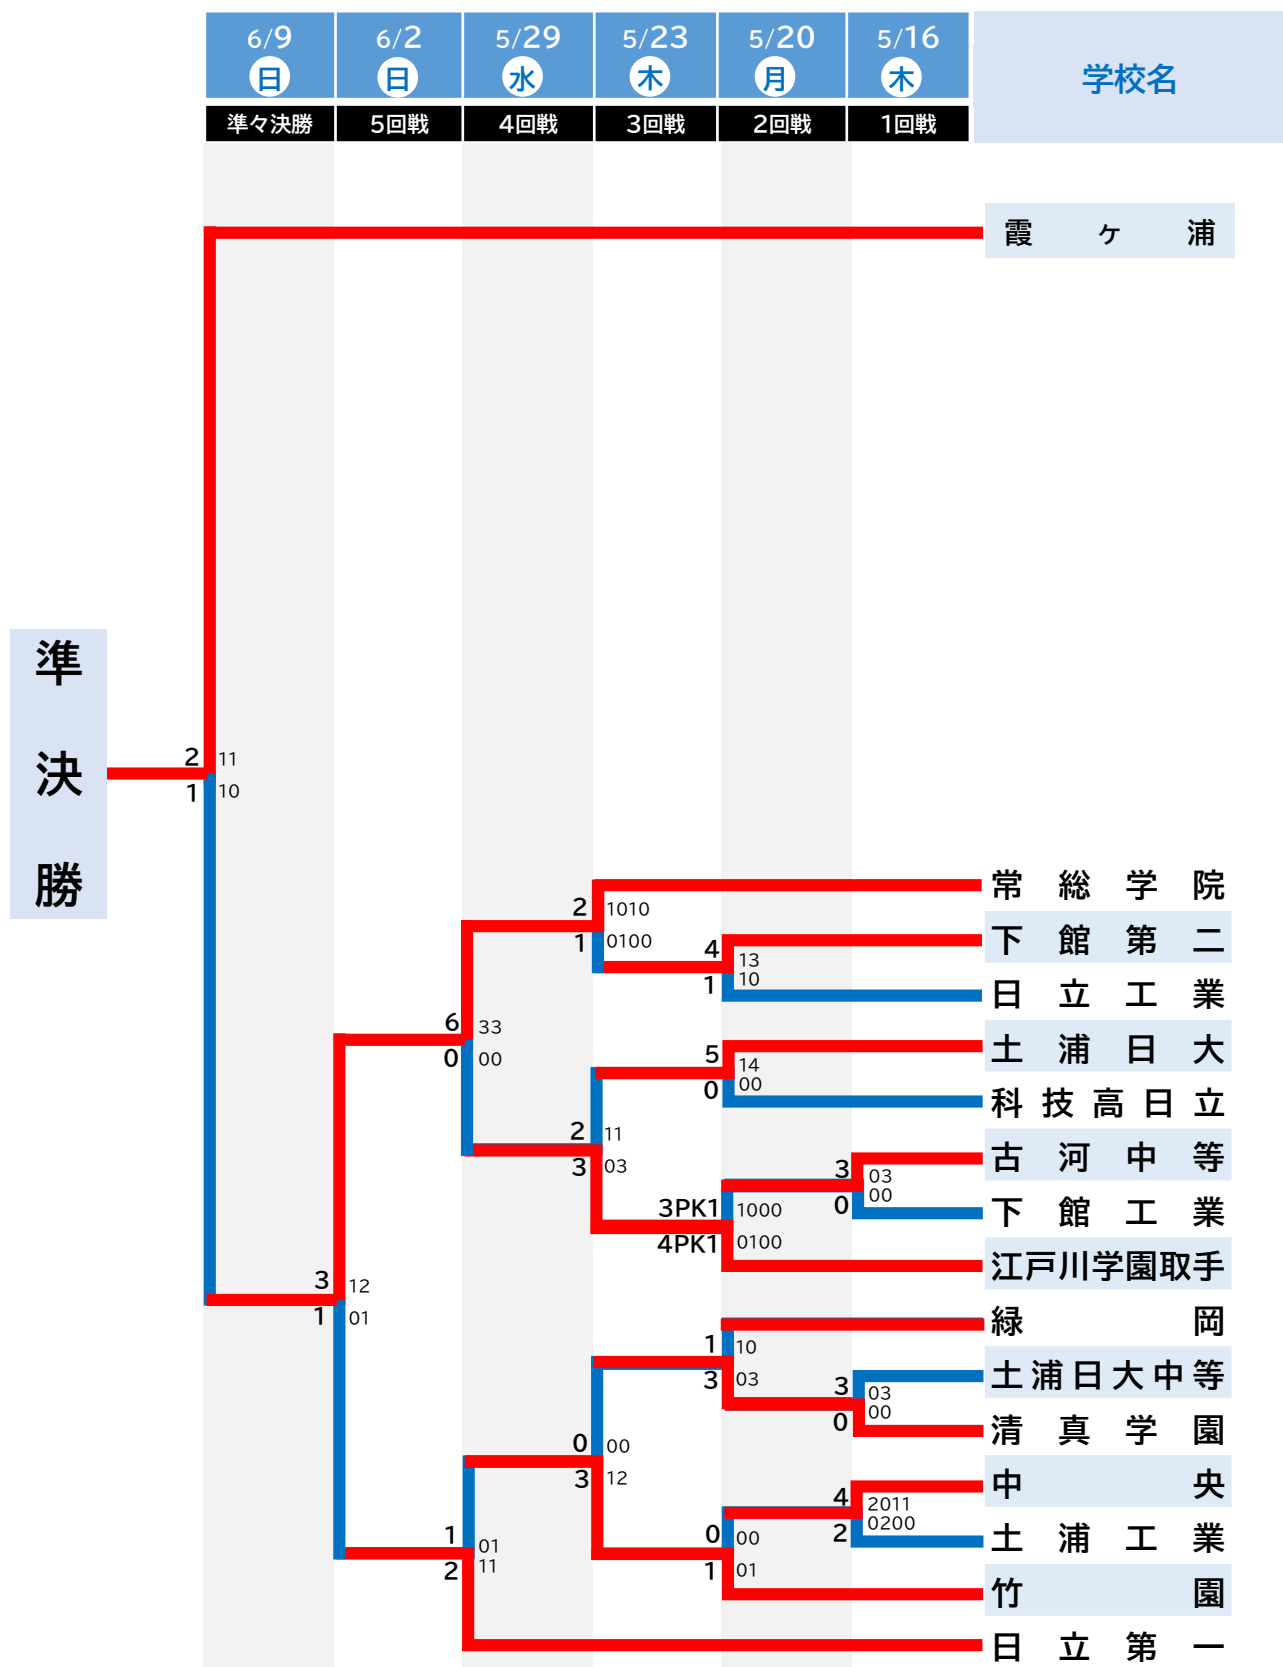 6/9 6/2 5/29 5/23 5/20 5/16
日 日 水 木 月 木
学校名
準々決勝 5回戦 4回戦 3回戦 2回戦 1回戦
霞ヶ浦
準決勝
2 11
1 10
常総学院
2 1010
1 0100
下館第二
4 13
1 10
日立工業
6 33
0 00
土浦日大
5 14
0 00
科技高日立
2 11
3 03
古河中等
3 03
0 00
下館工業
3PK1 1000
4PK1 0100
江戸川学園取手
3 12
1 01
緑岡
1 10
3 03
土浦日大中等
3 03
0 00
清真学園
0 00
3 12
中央
4 2011
2 0200
土浦工業
0 00
1 01
竹園
1 01
2 11
日立第一